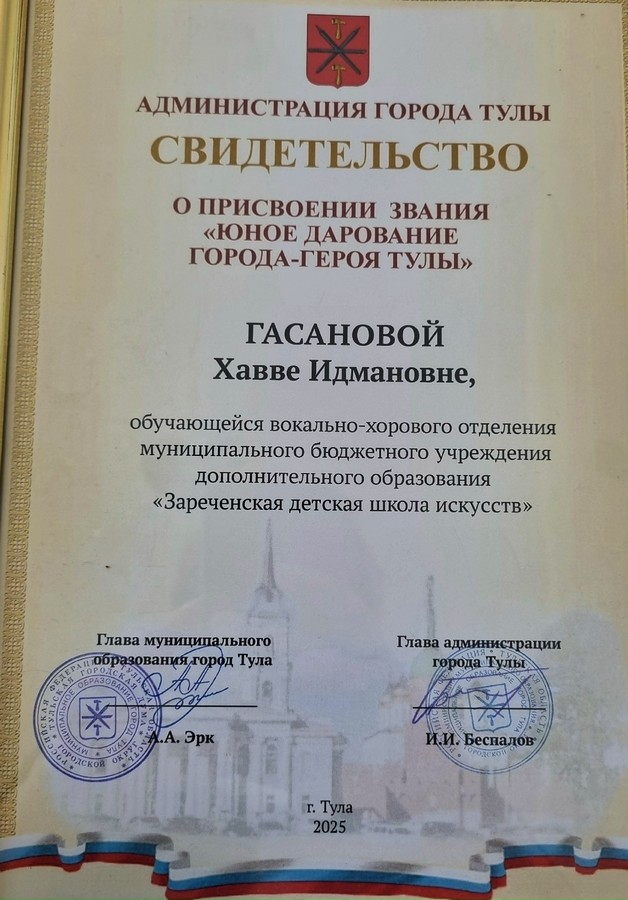 АДМИНИСТРАЦИЯ ГОРОДА ТУЛЫ
СВИДЕТЕЛЬСТВО
О ПРИСВОЕНИИ ЗВАНИЯ
«ЮНОЕ ДАРОВАНИЕ
ГОРОДА-ГЕРОЯ ТУЛЫ»
ГАСАНОВОЙ
Хавве Идмановне,
обучающейся вокально-хорового отделения
муниципального бюджетного учреждения
дополнительного образования
«Зареченская детская школа искусств»
Глава муниципального
образования город Тула
А.А. Эрк
Глава администрации
города Тулы
И.И. Беспалов
г. Тула
2025